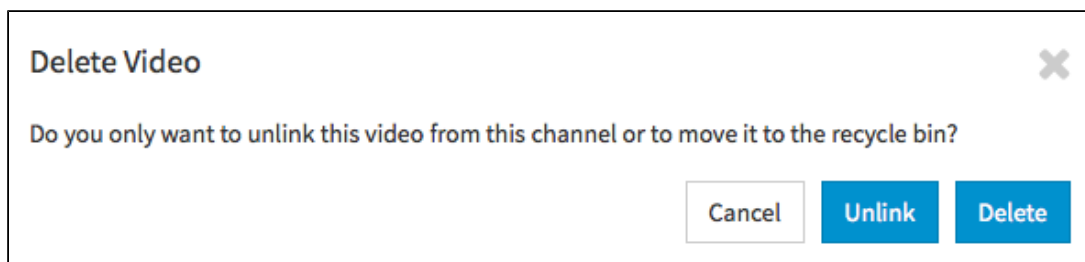 Delete Video
Do you only want to unlink this video from this channel or to move it to the recycle bin?
Cancel Unlink Delete